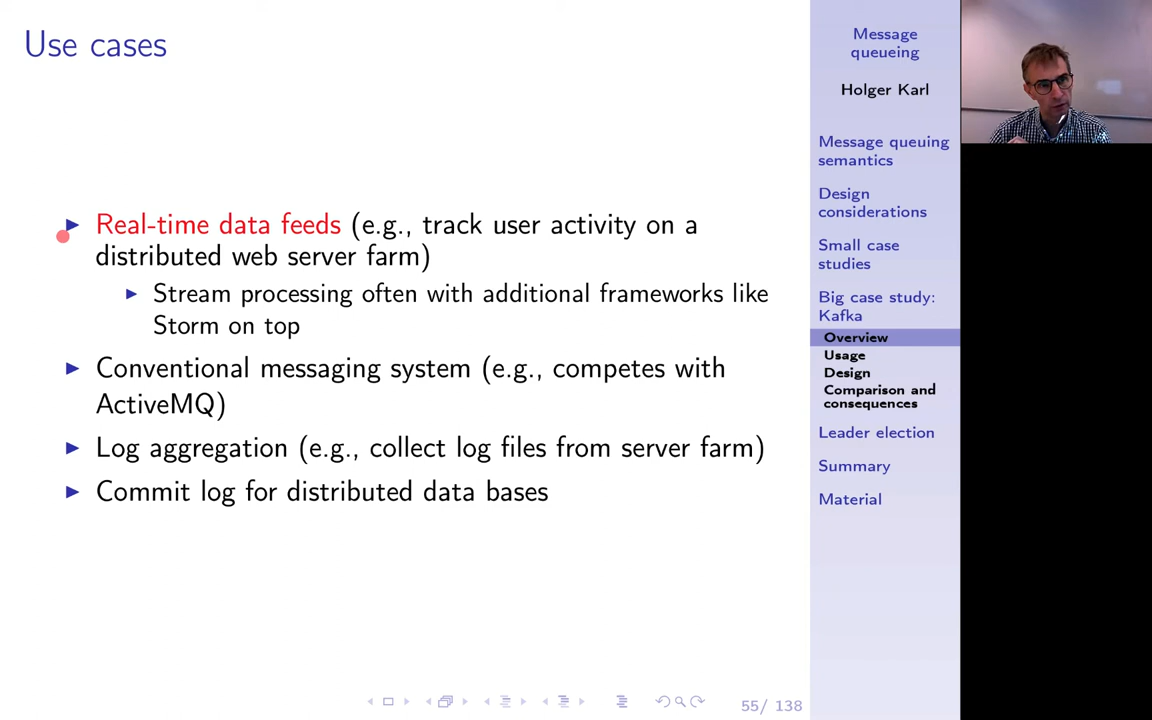 Use cases
Real-time data feeds (e.g., track user activity on a
distributed web server farm)
Stream processing often with additional frameworks like
Storm on top
Conventional messaging system (e.g., competes with
ActiveMQ)
Log aggregation (e.g., collect log files from server farm)
Commit log for distributed data bases
Message
queueing
Holger Karl
Message queuing
semantics
Design
considerations
Small case
studies
Big case study:
Kafka
Overview
Usage
Design
Comparison and
consequences
Leader election
Summary
Material
55/ 138